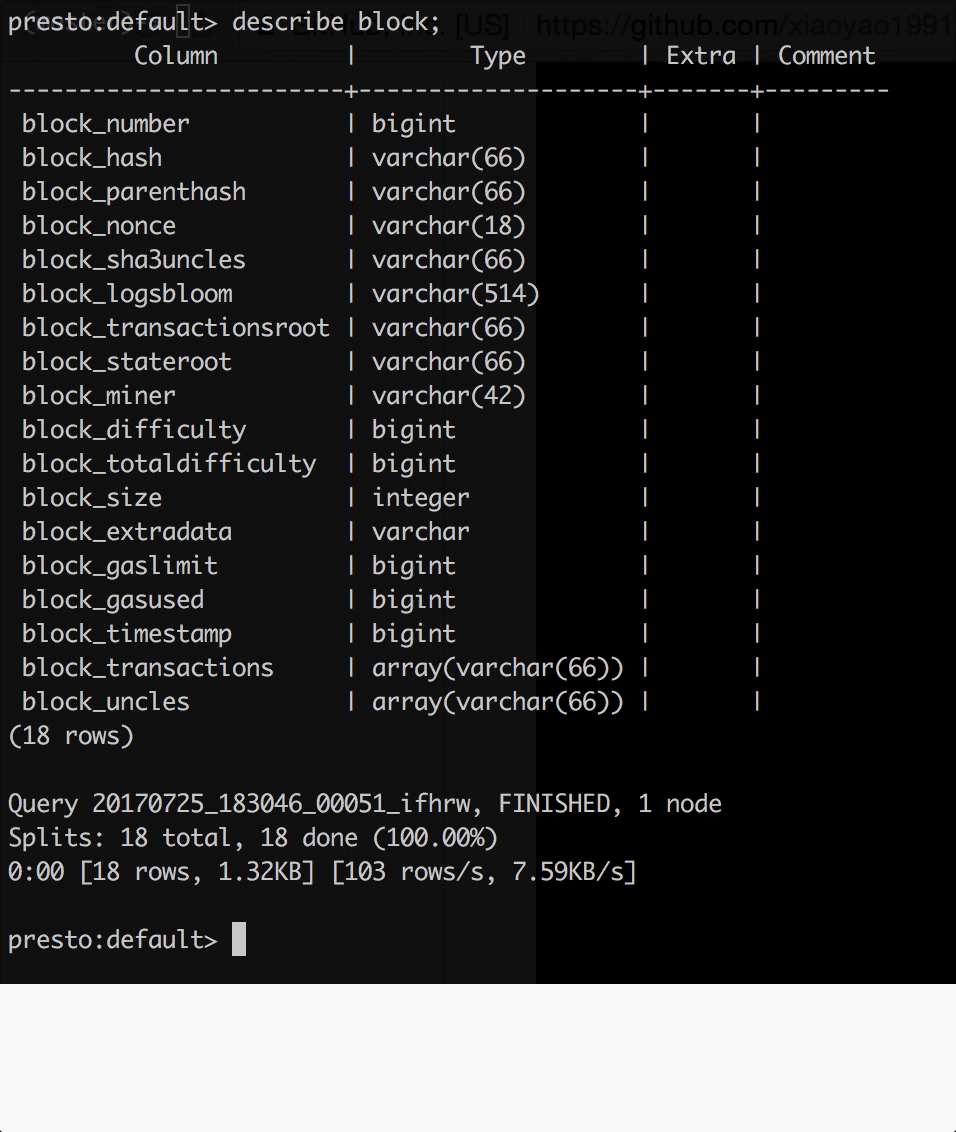 presto:default> describe block;
[US] https://github.com/xiaoyao1991
Column | Type | Extra | Comment
------------------------+--------------------+-------+---------
block_number | bigint | |
block_hash | varchar(66) | |
block_parenthash | varchar(66) | |
block_nonce | varchar(18) | |
block_sha3uncles | varchar(66) | |
block_logsbloom | varchar(514) | |
block_transactionsroot | varchar(66) | |
block_stateroot | varchar(66) | |
block_miner | varchar(42) | |
block_difficulty | bigint | |
block_totaldifficulty | bigint | |
block_size | integer | |
block_extradata | varchar | |
block_gaslimit | bigint | |
block_gasused | bigint | |
block_timestamp | bigint | |
block_transactions | array(varchar(66)) | |
block_uncles | array(varchar(66)) | |
(18 rows)
Query 20170725_183046_00051_ifhrw, FINISHED, 1 node
Splits: 18 total, 18 done (100.00%)
0:00 [18 rows, 1.32KB] [103 rows/s, 7.59KB/s]
presto:default>